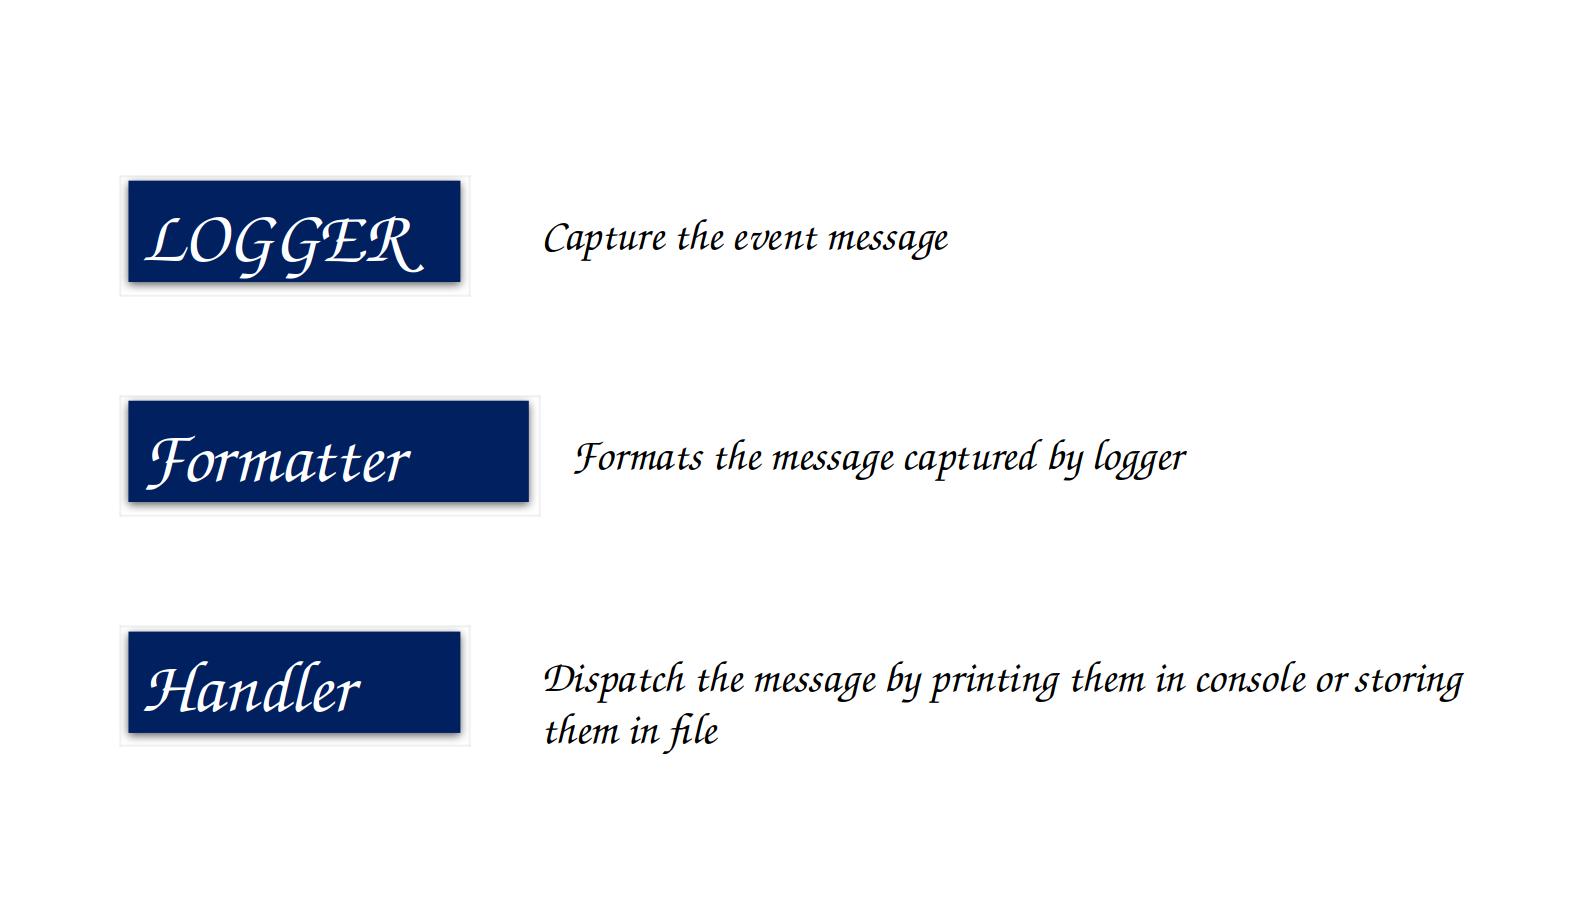 LOGGER
Capture the event message
Formatter
Formats the message captured by logger
Handler
Dispatch the message by printing them in console or storing
them in file